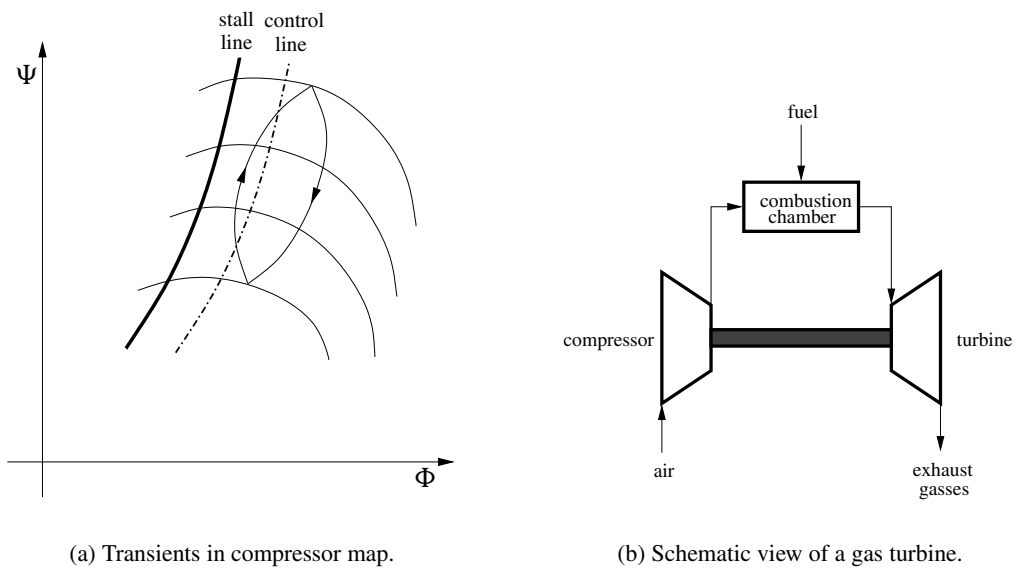 stall
line
control
line
Ψ
Φ
(a) Transients in compressor map.
fuel
combustion
chamber
compressor
turbine
air
exhaust
gasses
(b) Schematic view of a gas turbine.